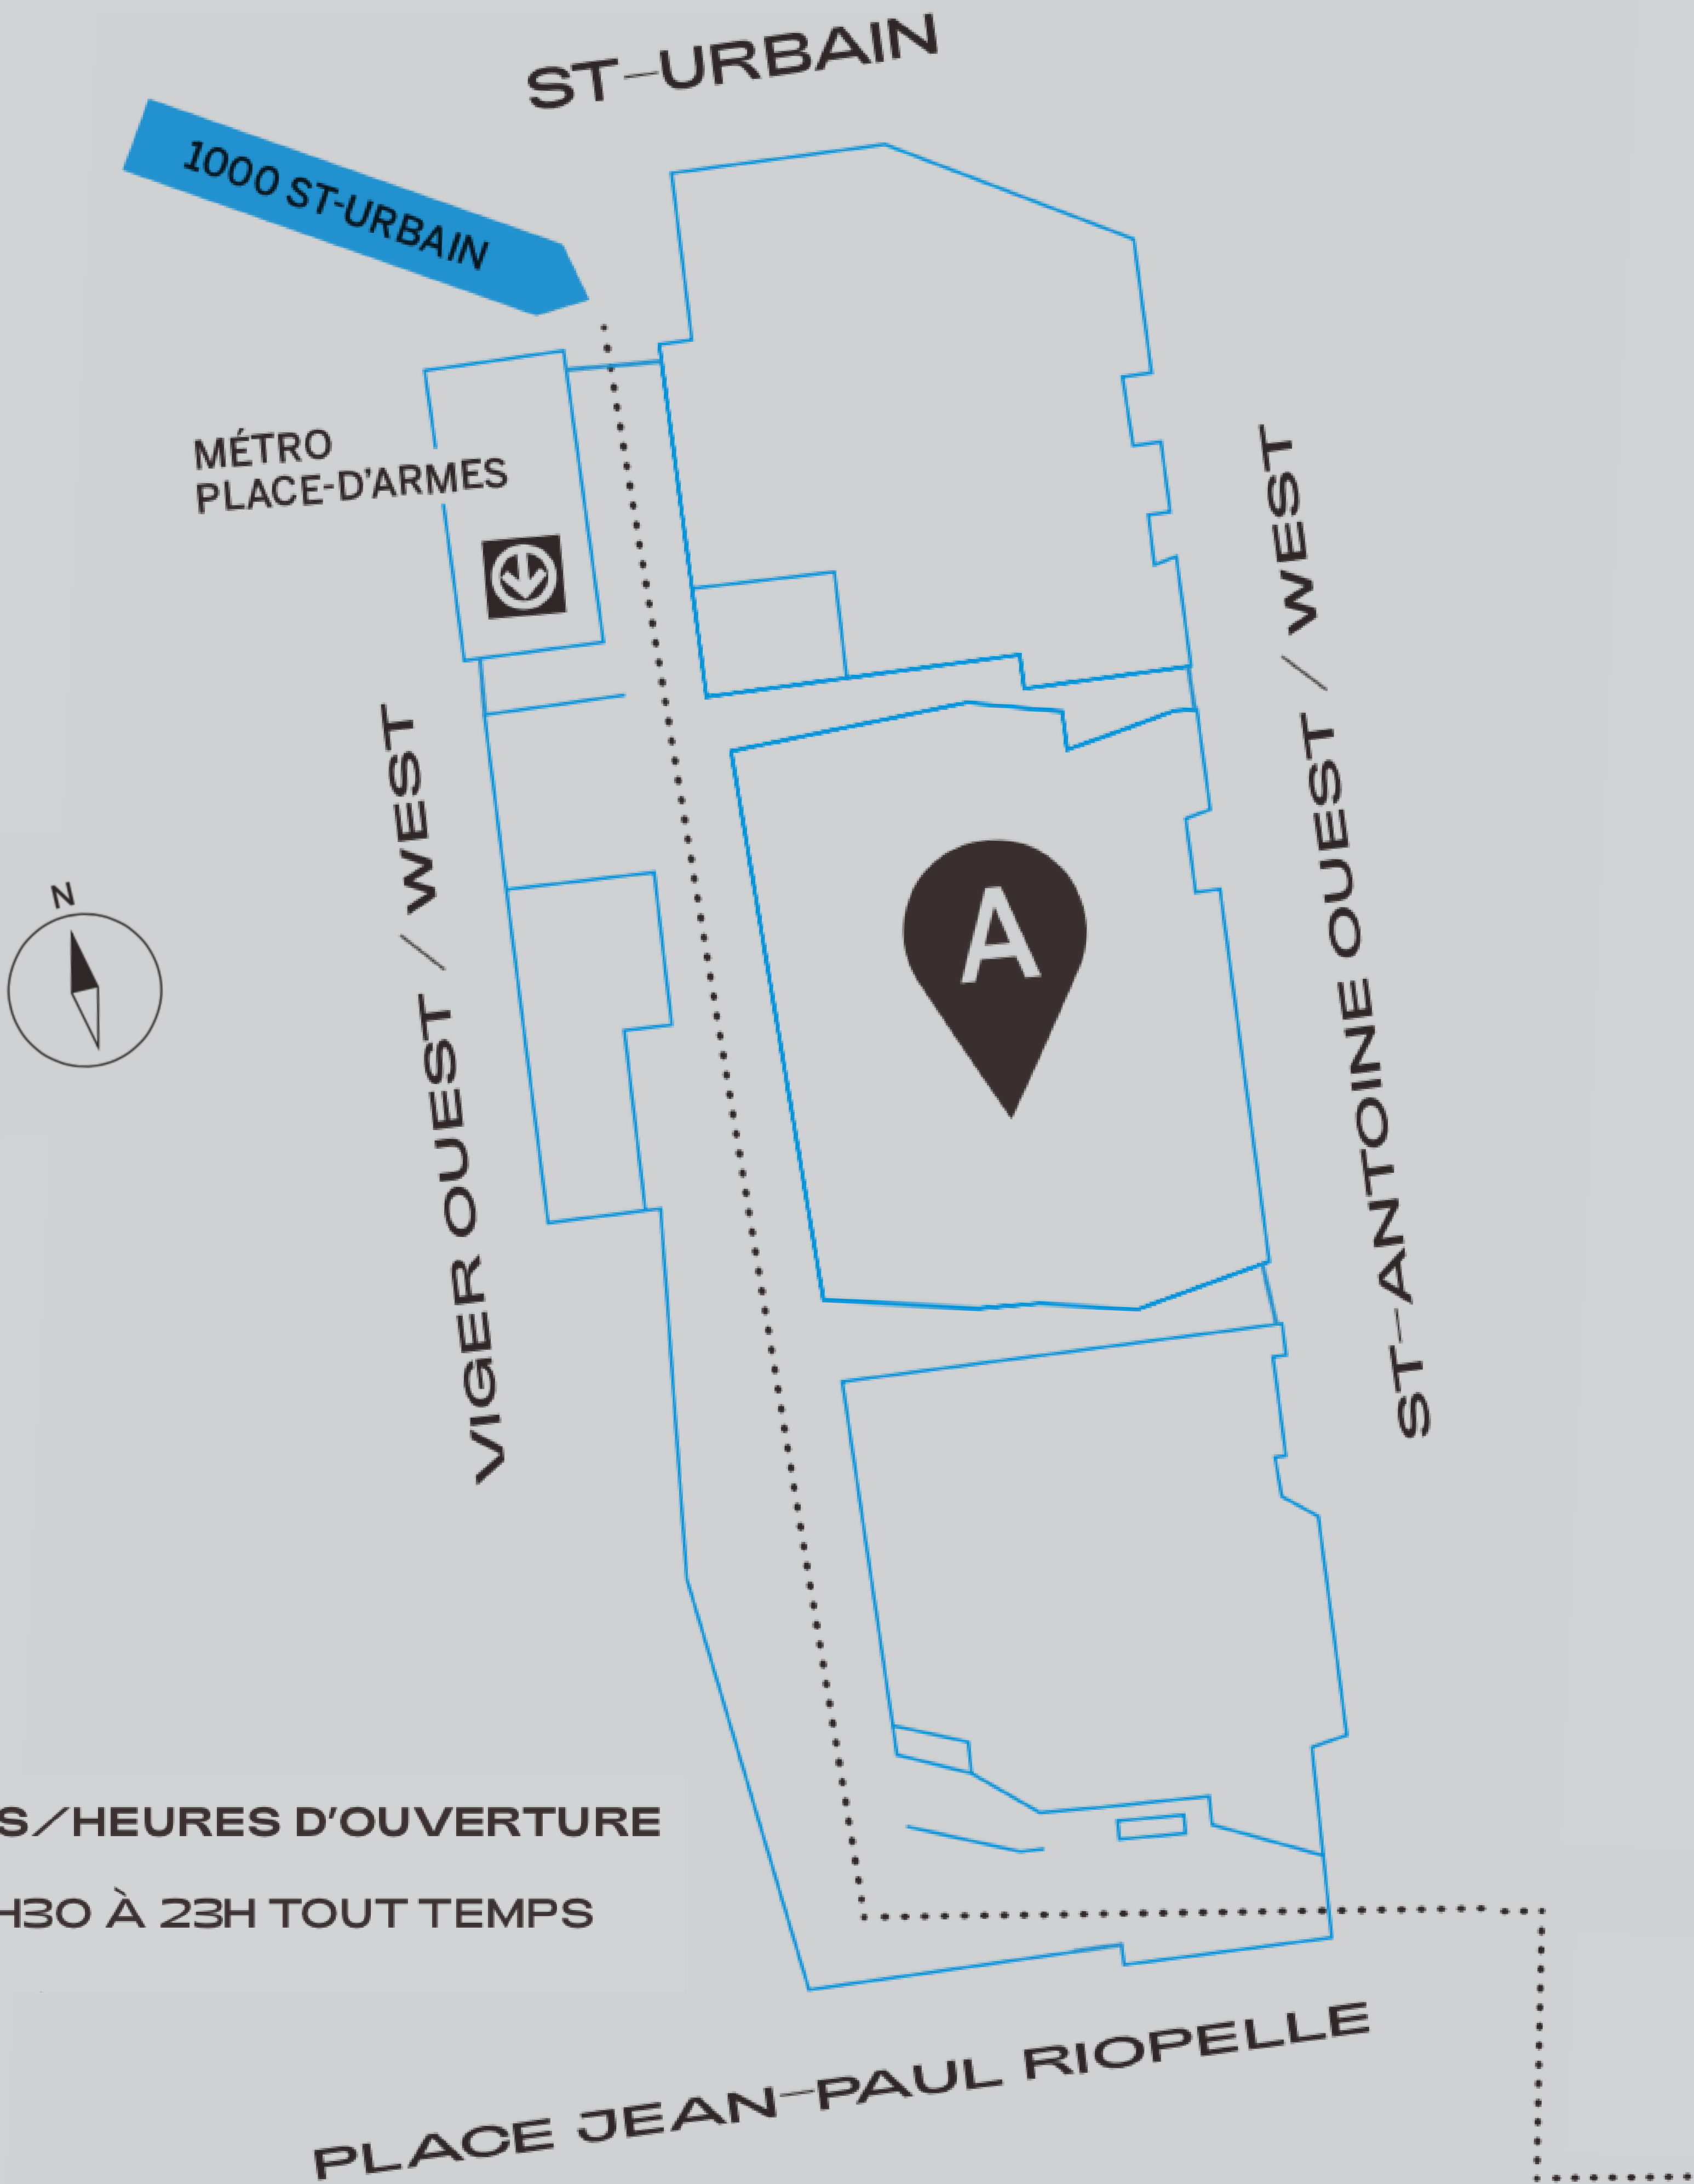 ST-URBAIN
1000 ST-URBAIN
MÉTRO
PLACE-D'ARMES
VIGER OUEST / WEST
ST-ANTOINE OUEST / WEST
N
A
S/HEURES D'OUVERTURE
H30 À 23H TOUT TEMPS
PLACE JEAN-PAUL RIOPELLE